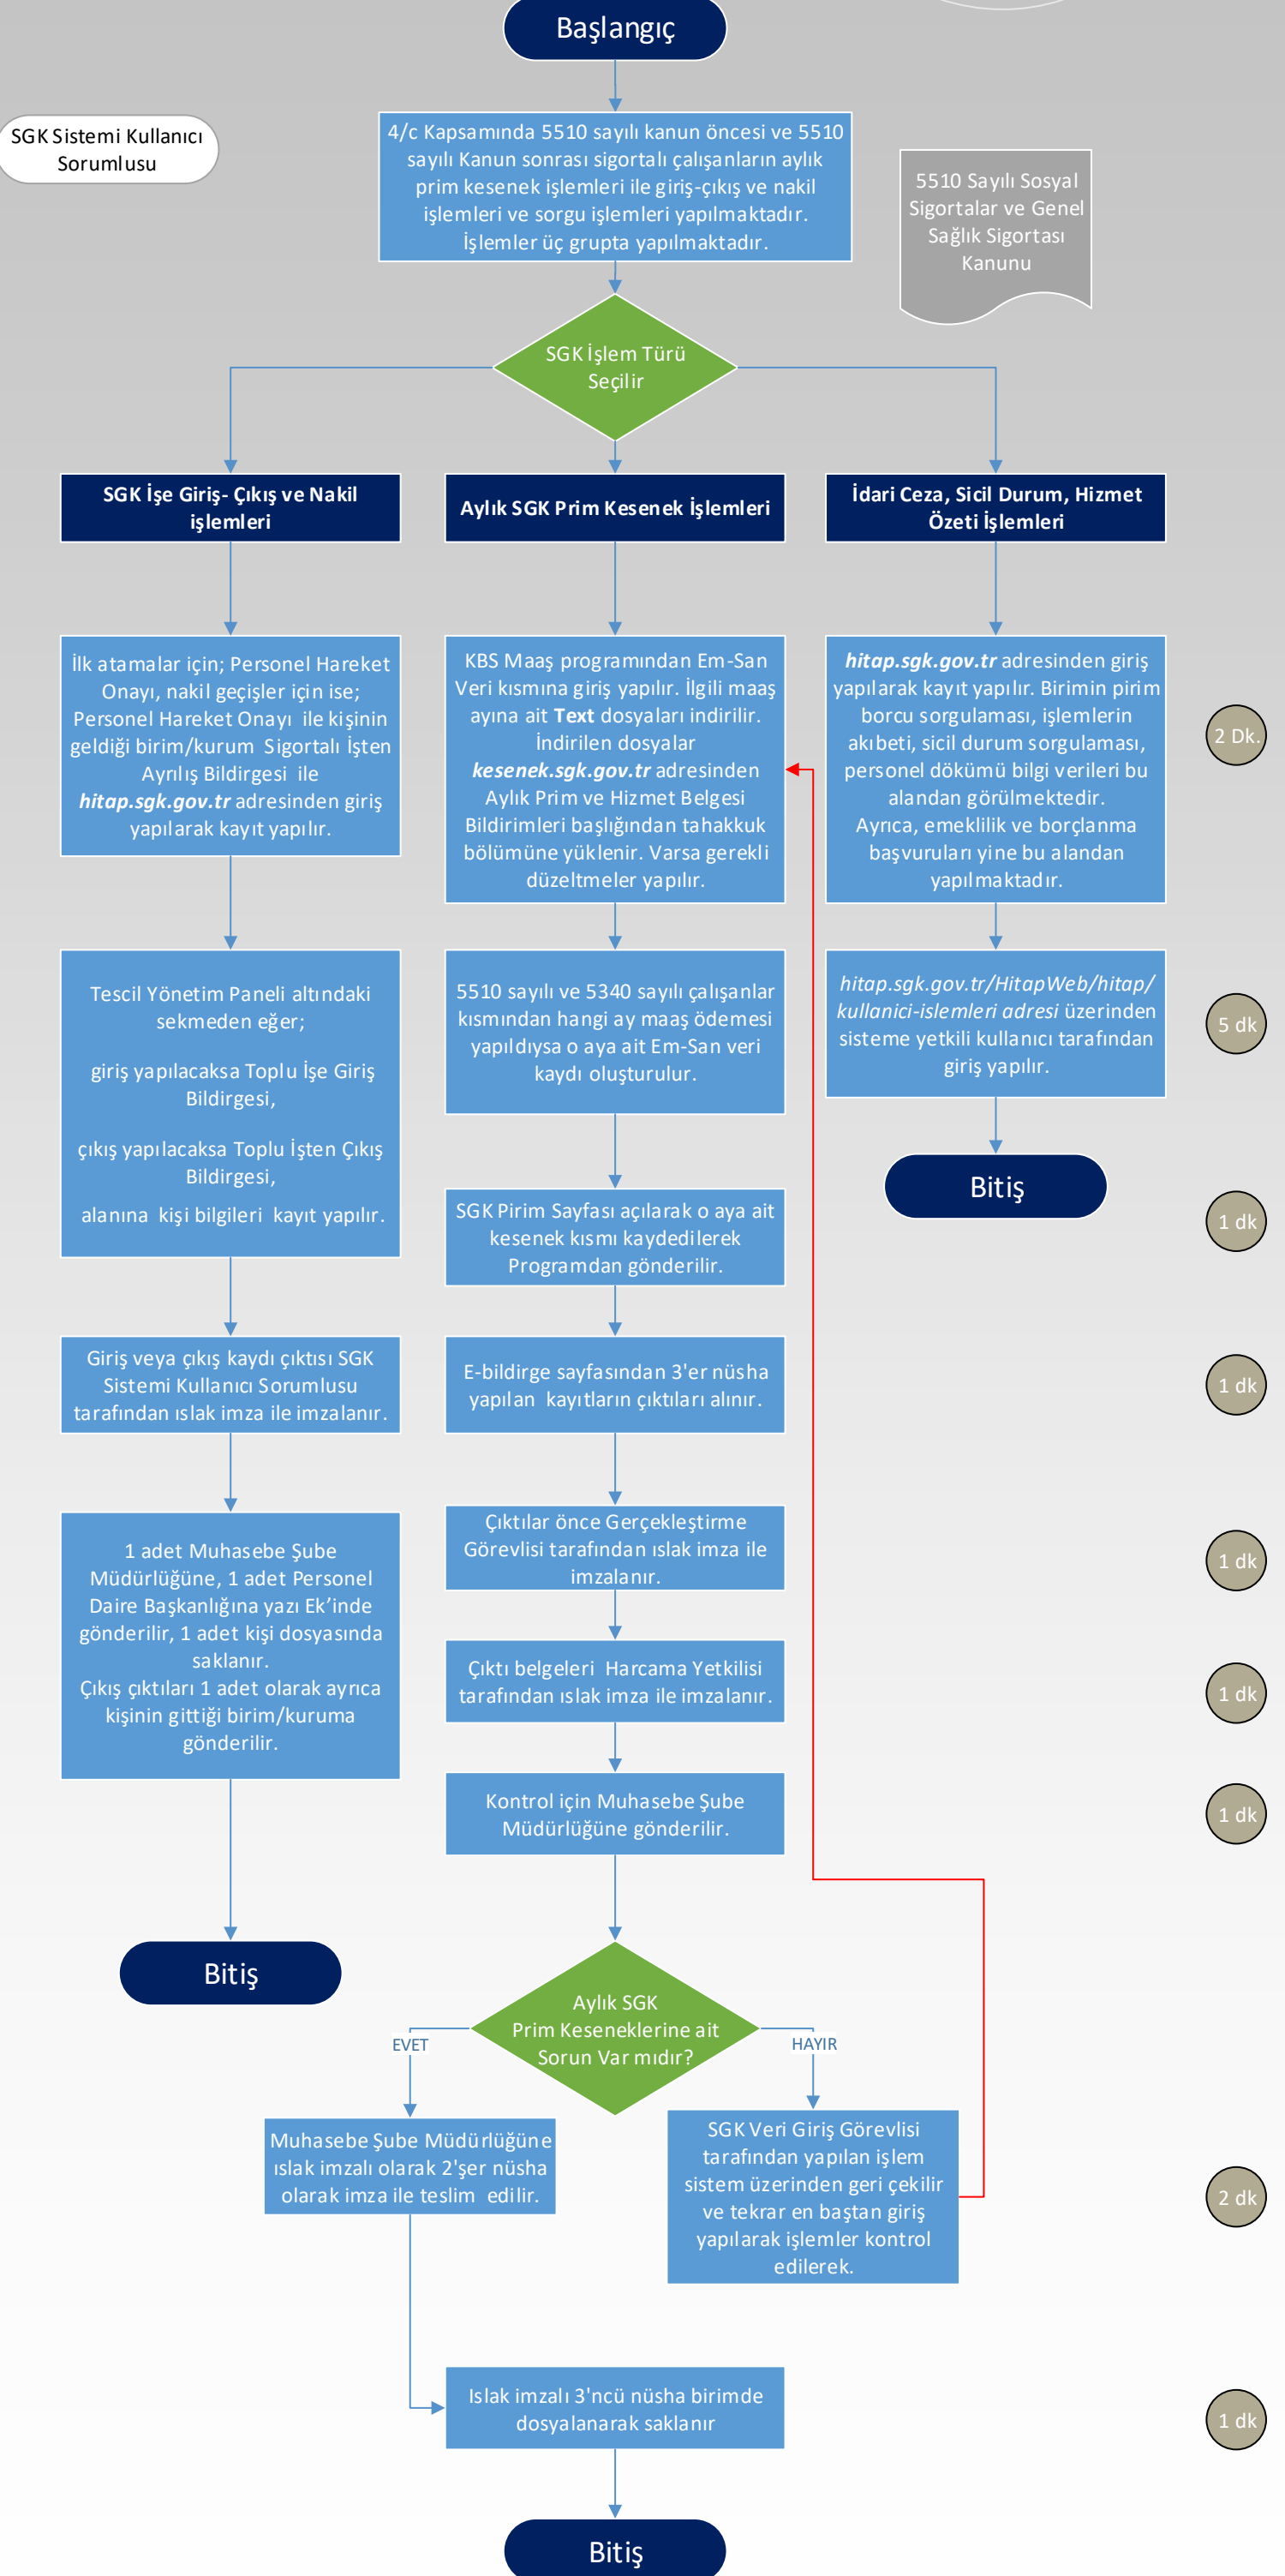 Başlangıç
SGK Sistemi Kullanıcı
Sorumlusu
4/c Kapsamında 5510 sayılı kanun öncesi ve 5510
sayılı Kanun sonrası sigortalı çalışanların aylık
prim kesenek işlemleri ile giriş-çıkış ve nakil
işlemleri ve sorgu işlemleri yapılmaktadır.
İşlemler üç grupta yapılmaktadır.
5510 Sayılı Sosyal
Sigortalar ve Genel
Sağlık Sigortası
Kanunu
SGK İşlem Türü
Seçilir
SGK İşe Giriş- Çıkış ve Nakil
işlemleri
Aylık SGK Prim Kesenek İşlemleri
İdari Ceza, Sicil Durum, Hizmet
Özeti İşlemleri
İlk atamalar için; Personel Hareket
Onayı, nakil geçişler için ise;
Personel Hareket Onayı ile kişinin
geldiği birim/kurum Sigortalı İşten
Ayrılış Bildirgesi ile
hitap.sgk.gov.tr adresinden giriş
yapılarak kayıt yapılır.
KBS Maaş programından Em-San
Veri kısmına giriş yapılır. İlgili maaş
ayına ait Text dosyaları indirilir.
İndirilen dosyalar
kesenek.sgk.gov.tr adresinden
Aylık Prim ve Hizmet Belgesi
Bildirimleri başlığından tahakkuk
bölümüne yüklenir. Varsa gerekli
düzeltmeler yapılır.
hitap.sgk.gov.tr adresinden giriş
yapılarak kayıt yapılır. Birimin pirim
borcu sorgulaması, işlemlerin
akıbeti, sicil durum sorgulaması,
personel dökümü bilgi verileri bu
alandan görülmektedir.
Ayrıca, emeklilik ve borçlanma
başvuruları yine bu alandan
yapılmaktadır.
2 Dk.
Tescil Yönetim Paneli altındaki
sekmeden eğer;
giriş yapılacaksa Toplu İşe Giriş
Bildirgesi,
çıkış yapılacaksa Toplu İşten Çıkış
Bildirgesi,
alanına kişi bilgileri kayıt yapılır.
5510 sayılı ve 5340 sayılı çalışanlar
kısmından hangi ay maaş ödemesi
yapıldıysa o aya ait Em-San veri
kaydı oluşturulur.
hitap.sgk.gov.tr/HitapWeb/hitap/
kullanici-islemleri adresi üzerinden
sisteme yetkili kullanıcı tarafından
giriş yapılır.
5 dk
Bitiş
SGK Pirim Sayfası açılarak o aya ait
kesenek kısmı kaydedilerek
Programdan gönderilir.
1 dk
Giriş veya çıkış kaydı çıktısı SGK
Sistemi Kullanıcı Sorumlusu
tarafından ıslak imza ile imzalanır.
E-bildirge sayfasından 3'er nüsha
yapılan kayıtların çıktıları alınır.
1 dk
1 adet Muhasebe Şube
Müdürlüğüne, 1 adet Personel
Daire Başkanlığına yazı Ek’inde
gönderilir, 1 adet kişi dosyasında
saklanır.
Çıkış çıktıları 1 adet olarak ayrıca
kişinin gittiği birim/kuruma
gönderilir.
Çıktılar önce Gerçekleştirme
Görevlisi tarafından ıslak imza ile
imzalanır.
1 dk
Çıktı belgeleri Harcama Yetkilisi
tarafından ıslak imza ile imzalanır.
1 dk
Kontrol için Muhasebe Şube
Müdürlüğüne gönderilir.
1 dk
Bitiş
Aylık SGK
Prim Keseneklerine ait
Sorun Var mıdır?
EVET
HAYIR
Muhasebe Şube Müdürlüğüne
ıslak imzalı olarak 2'şer nüsha
olarak imza ile teslim edilir.
SGK Veri Giriş Görevlisi
tarafından yapılan işlem
sistem üzerinden geri çekilir
ve tekrar en baştan giriş
yapılarak işlemler kontrol
edilerek.
2 dk
Islak imzalı 3'ncü nüsha birimde
dosyalanarak saklanır
1 dk
Bitiş